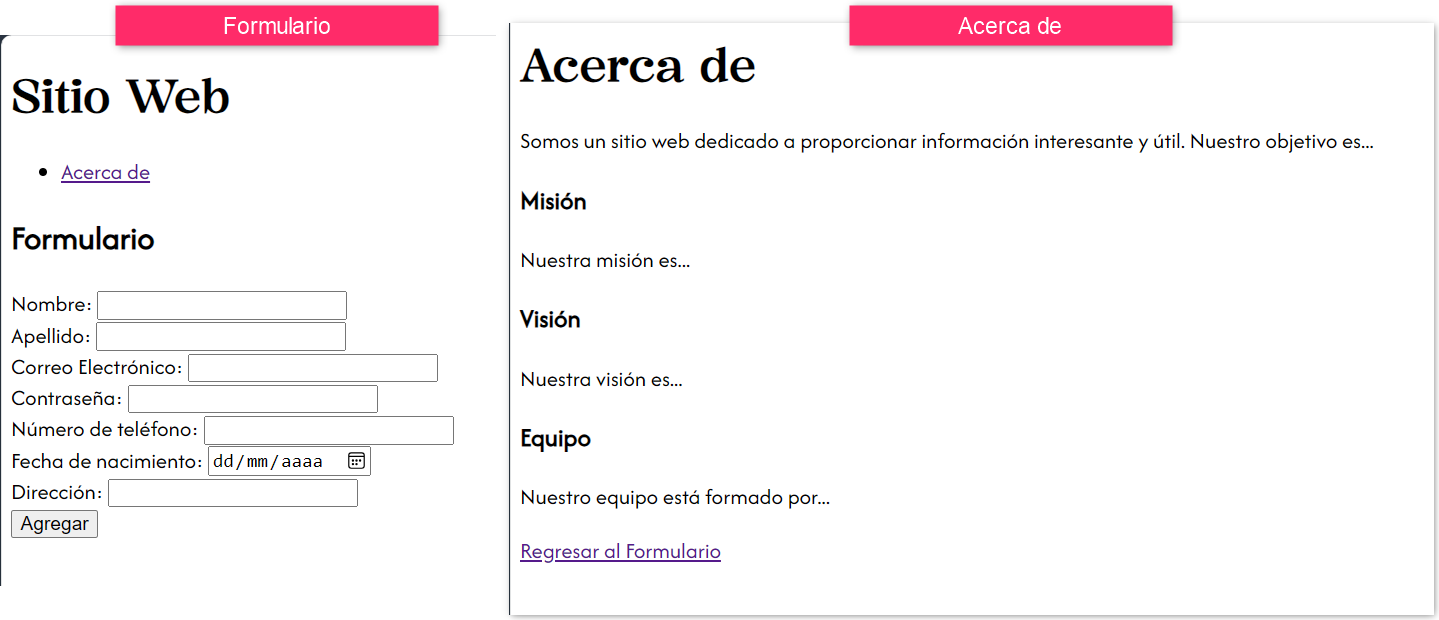 Formulario
Sitio Web
Acerca de
Formulario
Nombre:
Apellido:
Correo Electrónico:
Contraseña:
Número de teléfono:
Fecha de nacimiento: dd/mm/aaaa
Dirección:
Agregar
Acerca de
Acerca de
Somos un sitio web dedicado a proporcionar información interesante y útil. Nuestro objetivo es...
Misión
Nuestra misión es...
Visión
Nuestra visión es...
Equipo
Nuestro equipo está formado por...
Regresar al Formulario